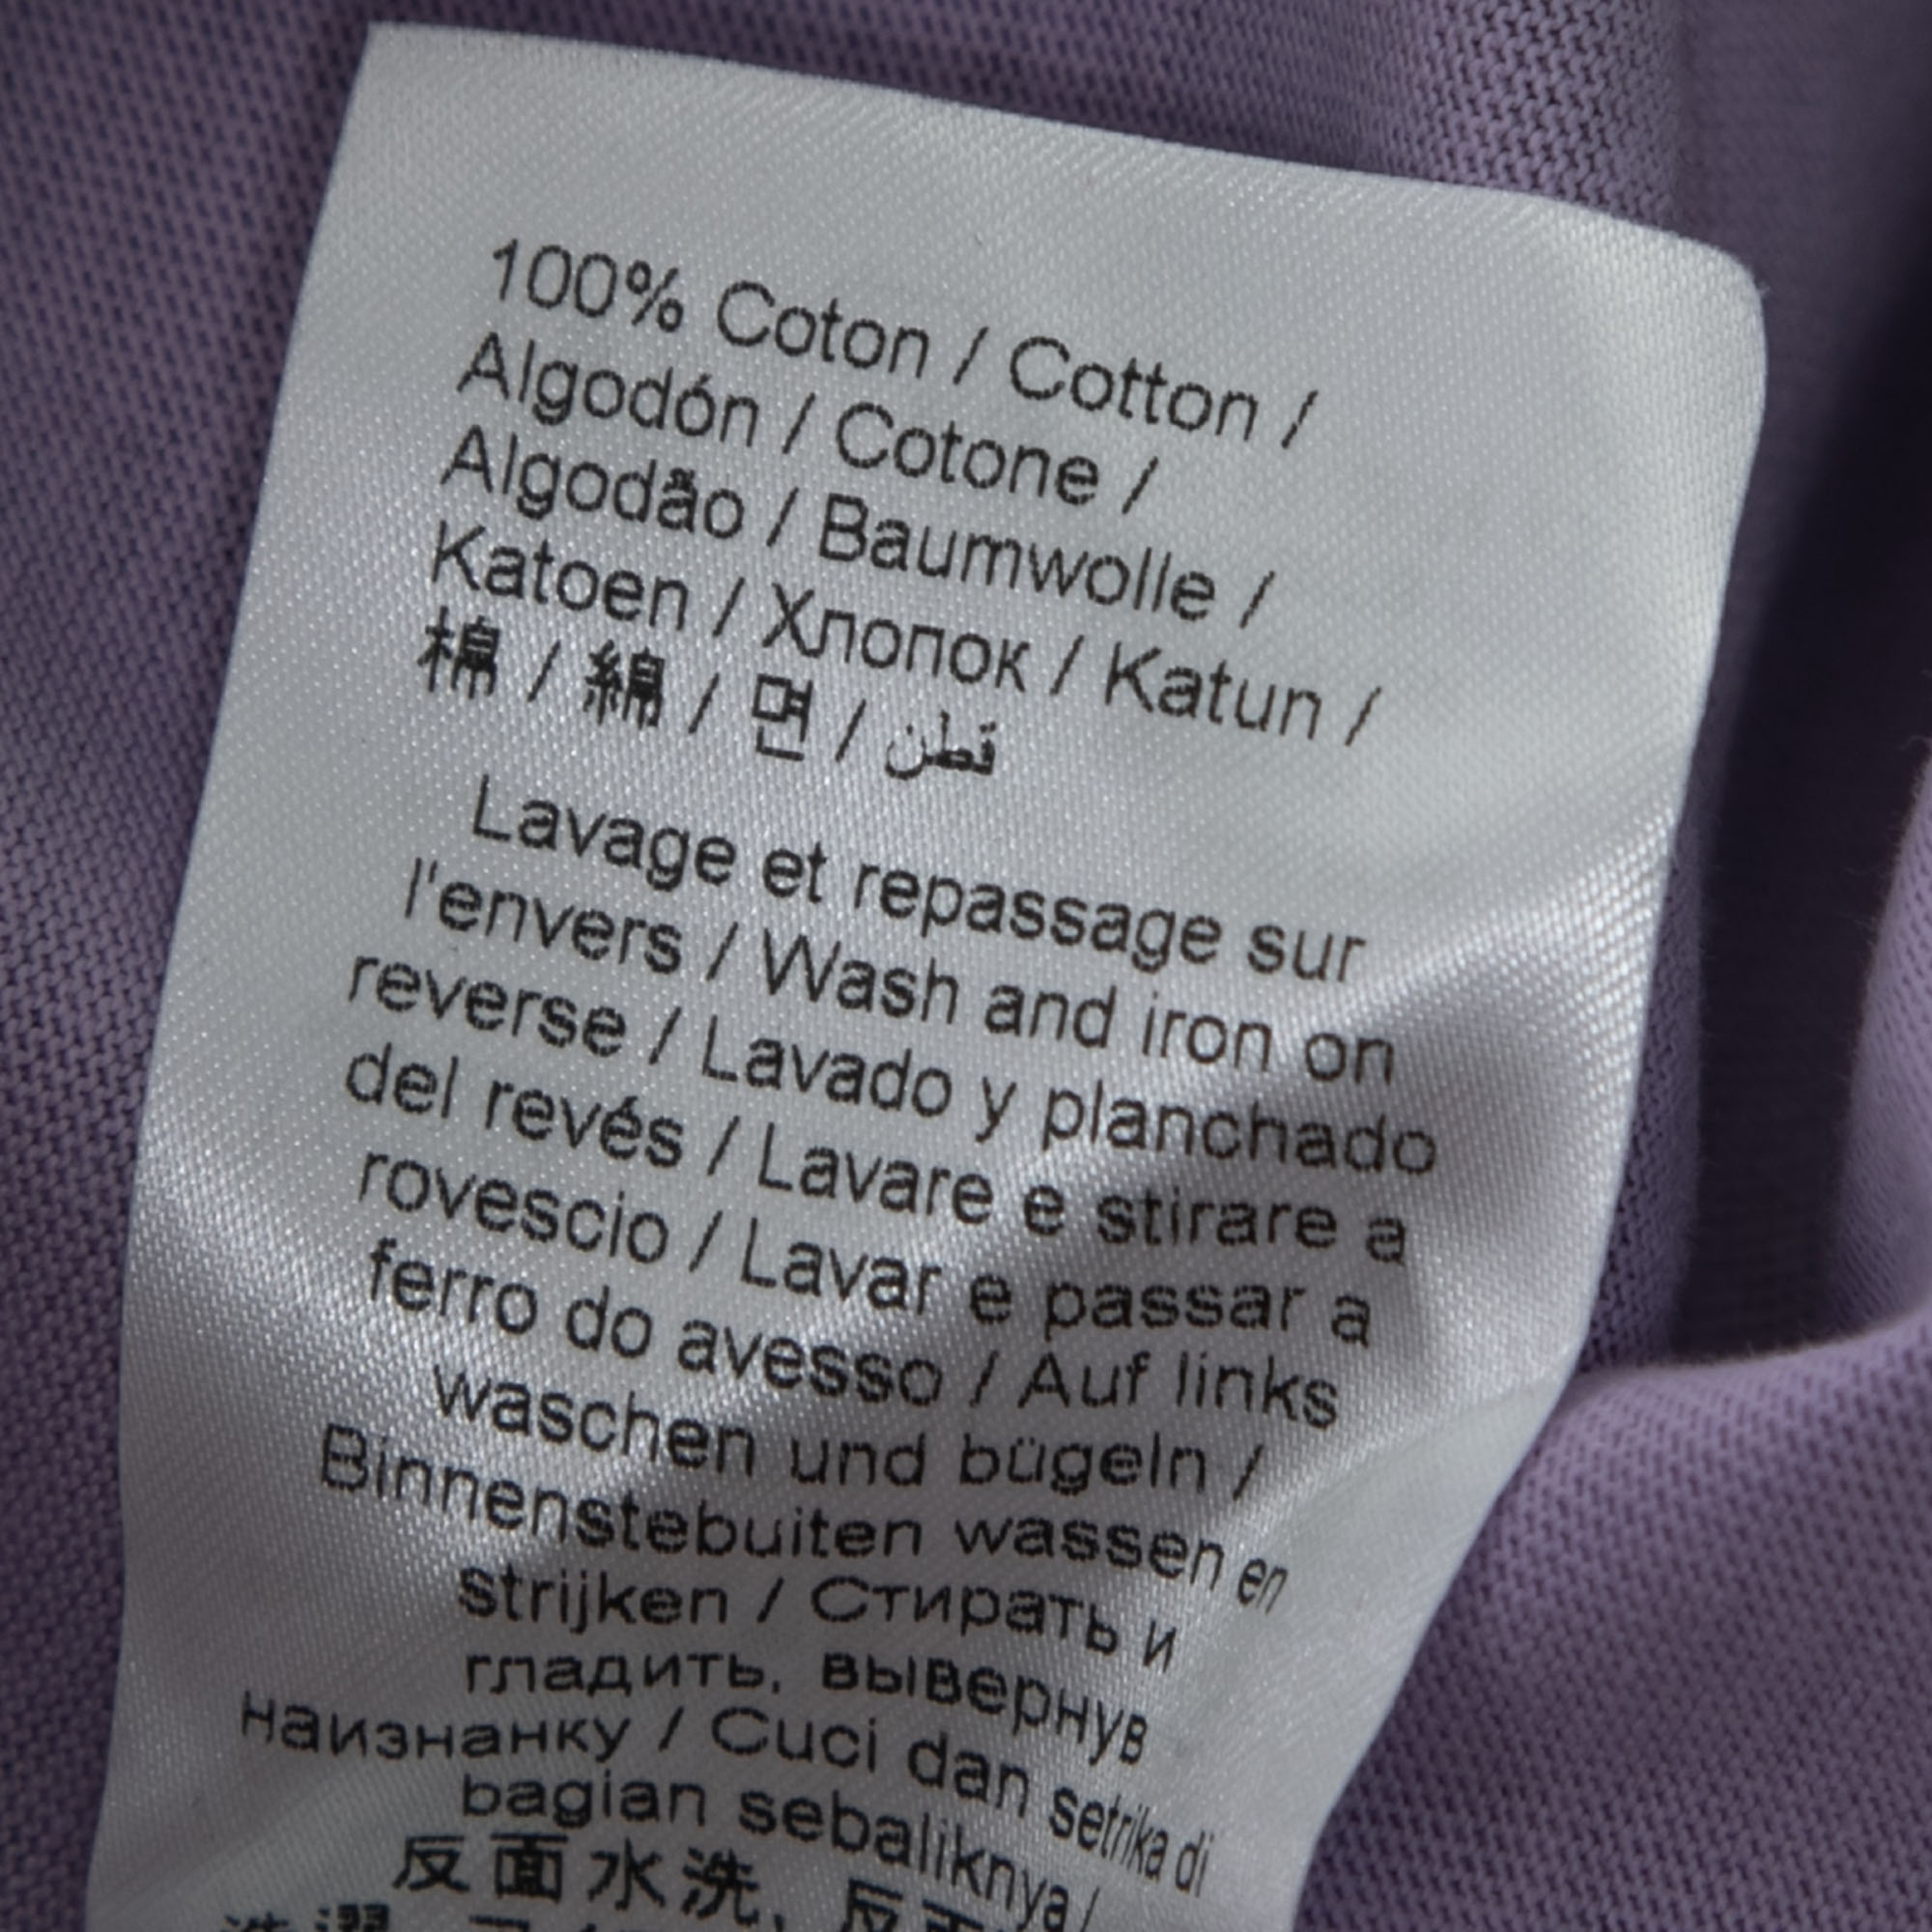 100% Coton / Cotton /
Algodón / Cotone /
Algodão / Baumwolle /
Katoen / Хлопок / Katun /
棉 / 綿 / 면 / قطن
Lavage et repassage sur
l'envers / Wash and iron on
reverse / Lavado y planchado
del revés / Lavare e stirare a
rovescio / Lavar e passar a
ferro do avesso / Auf links
waschen und bügeln /
Binnenstebuiten wassen en
strijken / Стирать и
гладить, вывернув
наизнанку / Cuci dan setrika di
bagian sebaliknya /
反面水洗、反